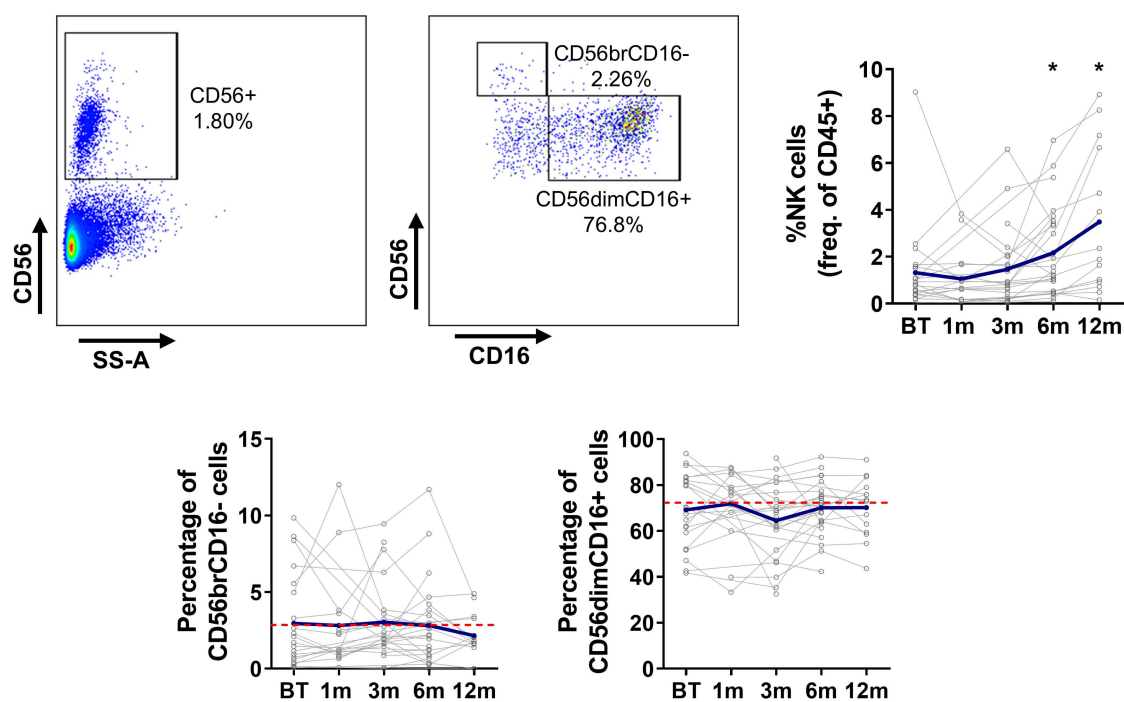 CD56+
1.80%
CD56
SS-A
CD56brCD16-
2.26%
CD56dimCD16+
76.8%
CD56
CD16
%NK cells
(freq. of CD45+)
10
8
6
4
2
0
* *
BT 1m 3m 6m 12m
Percentage of
CD56brCD16- cells
15
10
5
0
BT 1m 3m 6m 12m
Percentage of
CD56dimCD16+ cells
100
80
60
40
20
0
BT 1m 3m 6m 12m